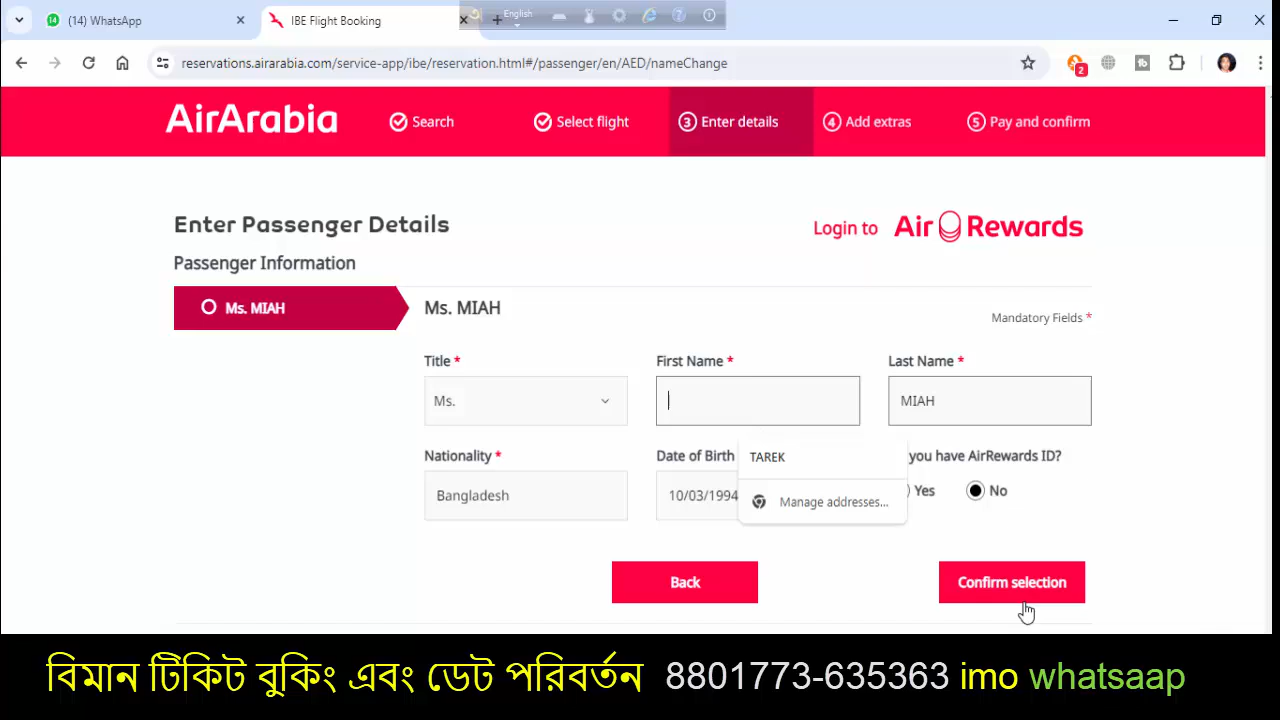 (14) WhatsApp
IBE Flight Booking
English
reservations.airarabia.com/service-app/ibe/reservation.html#/passenger/en/AED/nameChange
2
AirArabia
Search
Select flight
3 Enter details
4 Add extras
5 Pay and confirm
Enter Passenger Details
Login to Air Rewards
Passenger Information
Ms. MIAH
Ms. MIAH
Mandatory Fields *
Title *
First Name *
Last Name *
Ms.
MIAH
Nationality *
Date of Birth
TAREK
you have AirRewards ID?
Bangladesh
10/03/1994
Manage addresses...
Yes
No
Back
Confirm selection
বিমান টিকিট বুকিং এবং ডেট পরিবর্তন 8801773-635363 imo whatsaap